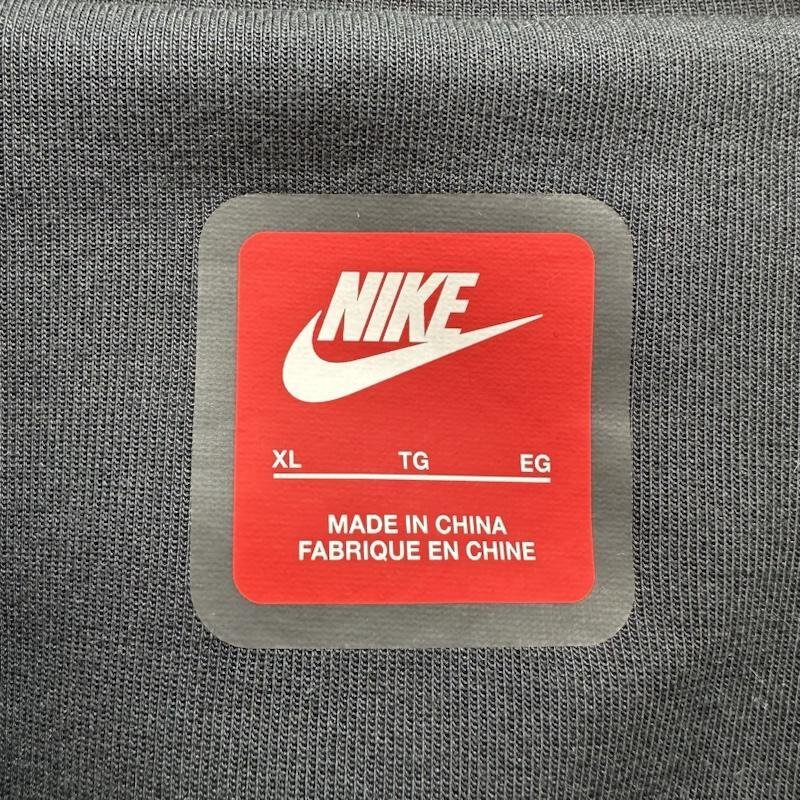 NIKE
XL TG EG
MADE IN CHINA
FABRIQUE EN CHINE